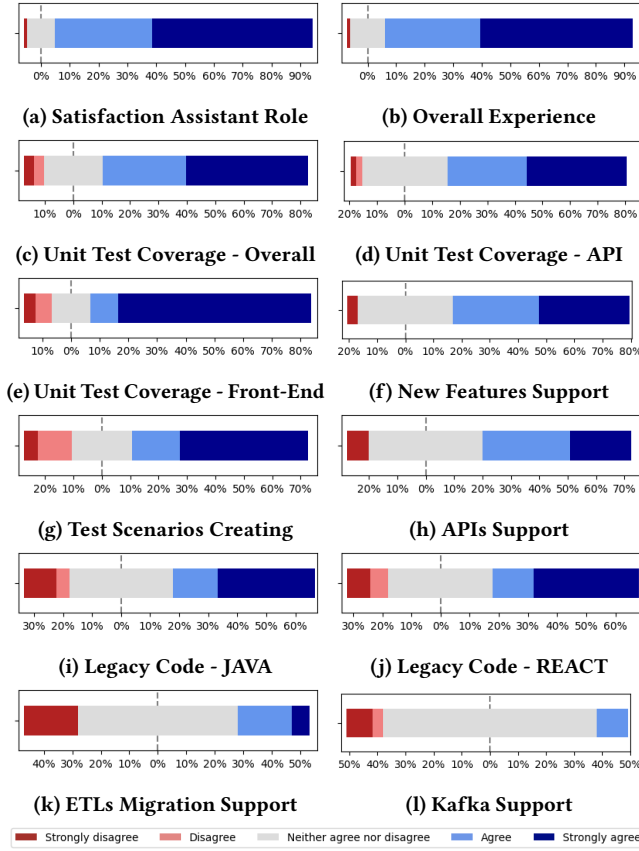 0% 10% 20% 30% 40% 50% 60% 70% 80% 90%
0% 10% 20% 30% 40% 50% 60% 70% 80% 90%
(a) Satisfaction Assistant Role
(b) Overall Experience
10% 0% 10% 20% 30% 40% 50% 60% 70% 80%
20% 10% 0% 10% 20% 30% 40% 50% 60% 70% 80%
(c) Unit Test Coverage - Overall
(d) Unit Test Coverage - API
10% 0% 10% 20% 30% 40% 50% 60% 70% 80%
20% 10% 0% 10% 20% 30% 40% 50% 60% 70% 80%
(e) Unit Test Coverage - Front-End
(f) New Features Support
20% 10% 0% 10% 20% 30% 40% 50% 60% 70%
20% 10% 0% 10% 20% 30% 40% 50% 60% 70%
(g) Test Scenarios Creating
(h) APIs Support
30% 20% 10% 0% 10% 20% 30% 40% 50% 60%
30% 20% 10% 0% 10% 20% 30% 40% 50% 60%
(i) Legacy Code - JAVA
(j) Legacy Code - REACT
40% 30% 20% 10% 0% 10% 20% 30% 40% 50%
50% 40% 30% 20% 10% 0% 10% 20% 30% 40% 50%
(k) ETLs Migration Support
(l) Kafka Support
Strongly disagree Disagree Neither agree nor disagree Agree Strongly agree